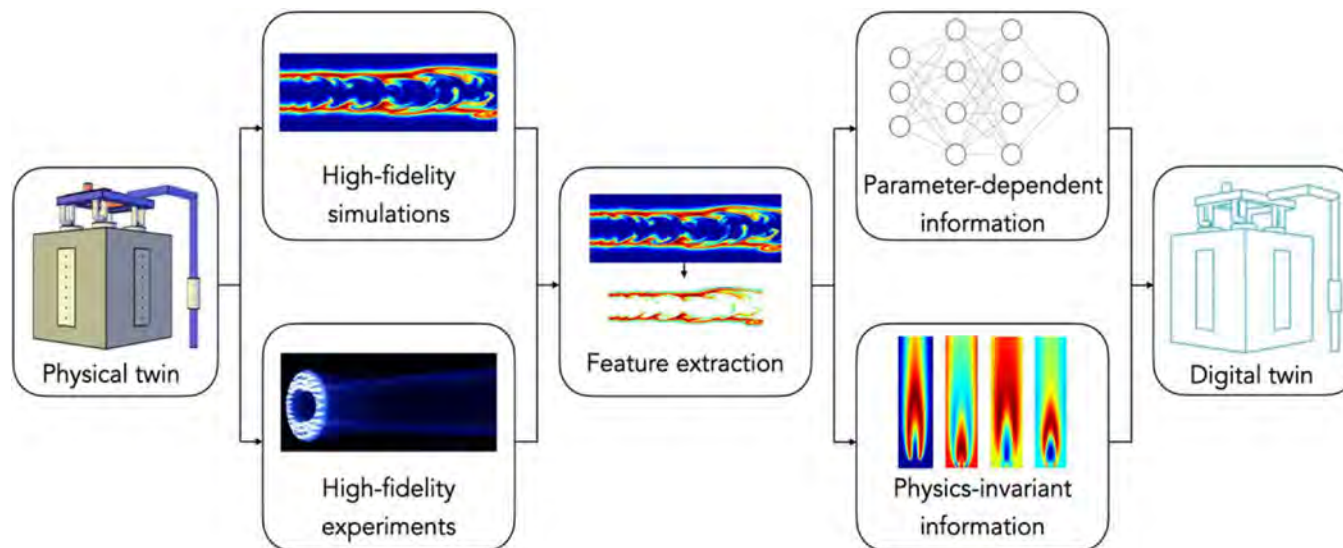 Physical twin
High-fidelity
simulations
High-fidelity
experiments
Feature extraction
Parameter-dependent
information
Physics-invariant
information
Digital twin